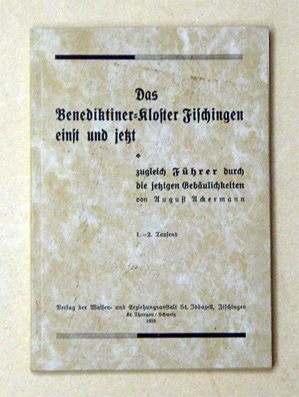 Das
Benediktiner-Kloster Fischingen
einst und jetzt
zugleich Führer durch
die jetzigen Gebäulichkeiten
von August Ackermann
1.–2. Tausend
Verlag der Waisen- und Erziehungsanstalt St. Iddazell, Fischingen
Kt. Thurgau / Schweiz